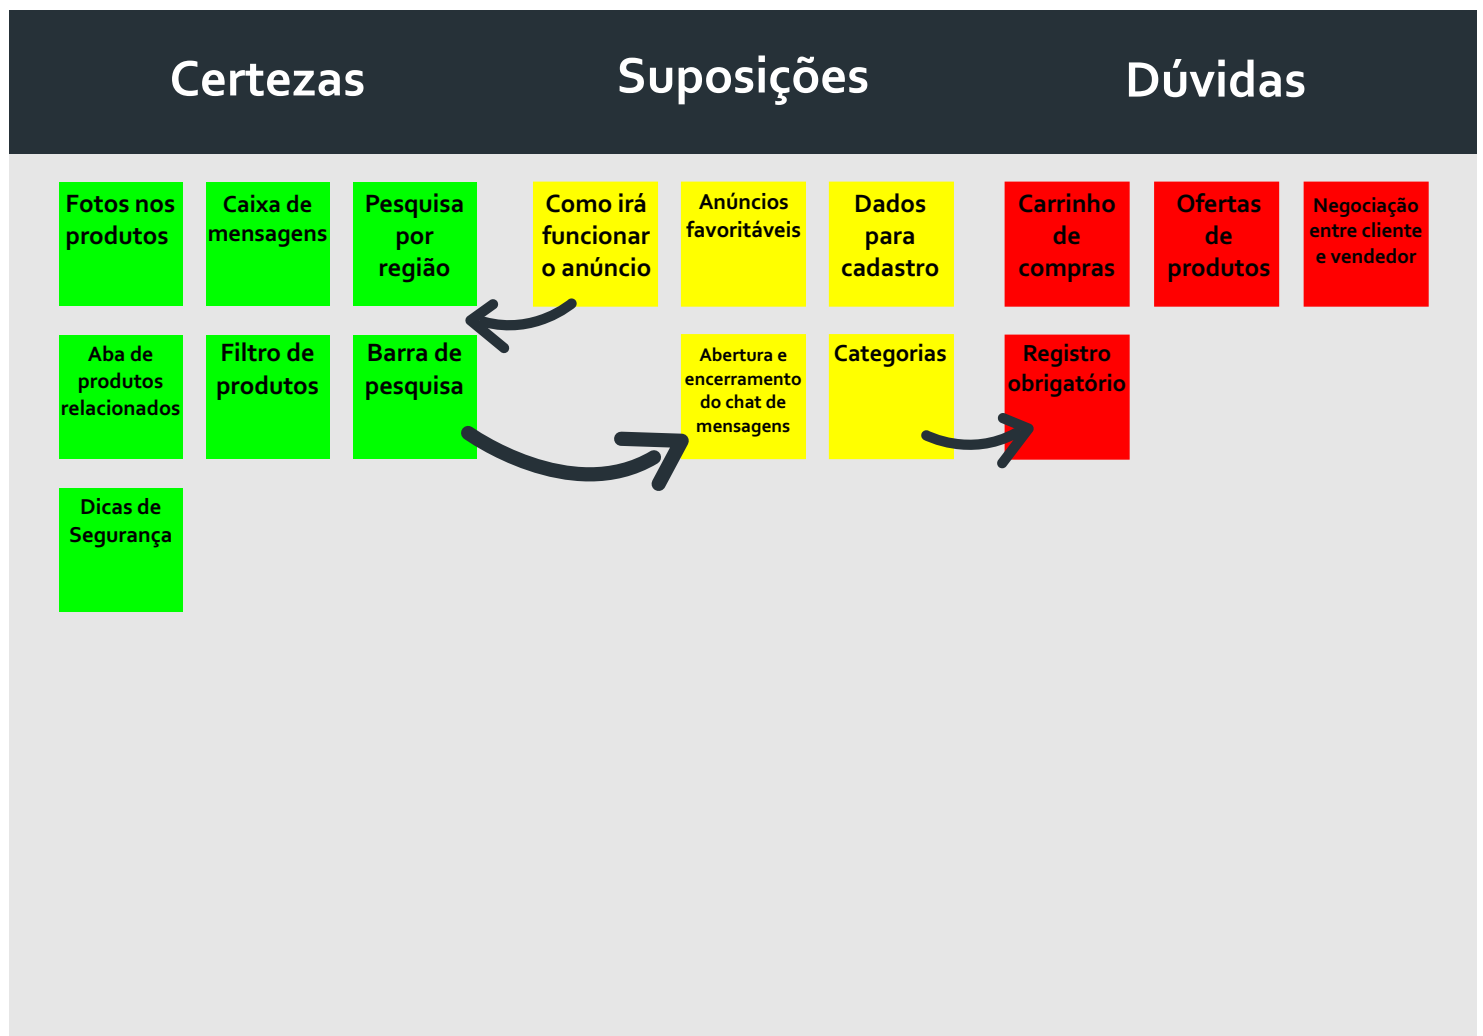 Certezas
Suposições
Dúvidas
Fotos nos
produtos
Caixa de
mensagens
Pesquisa
por
região
Aba de
produtos
relacionados
Filtro de
produtos
Barra de
pesquisa
Dicas de
Segurança
Como irá
funcionar
o anúncio
Anúncios
favoritáveis
Dados
para
cadastro
Abertura e
encerramento
do chat de
mensagens
Categorias
Carrinho
de
compras
Ofertas
de
produtos
Negociação
entre cliente
e vendedor
Registro
obrigatório